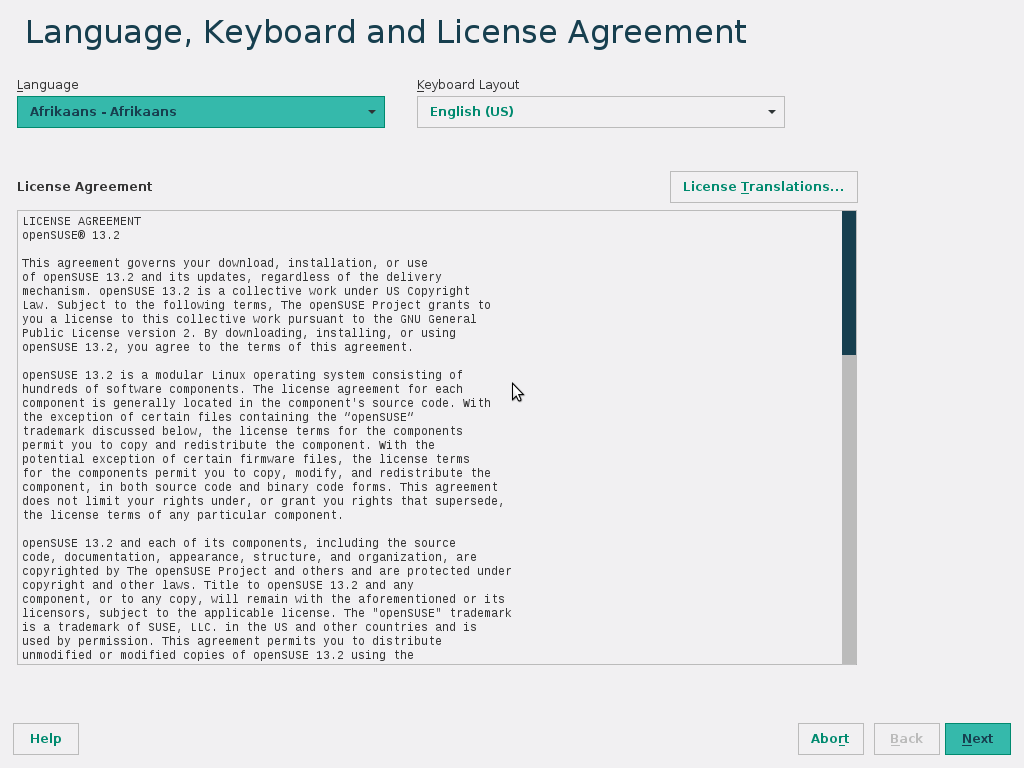 Language, Keyboard and License Agreement
Language
Keyboard Layout
Afrikaans - Afrikaans
English (US)
License Agreement
License Translations...
LICENSE AGREEMENT
openSUSE® 13.2
This agreement governs your download, installation, or use
of openSUSE 13.2 and its updates, regardless of the delivery
mechanism. openSUSE 13.2 is a collective work under US Copyright
Law. Subject to the following terms, The openSUSE Project grants to
you a license to this collective work pursuant to the GNU General
Public License version 2. By downloading, installing, or using
openSUSE 13.2, you agree to the terms of this agreement.
openSUSE 13.2 is a modular Linux operating system consisting of
hundreds of software components. The license agreement for each
component is generally located in the component's source code. With
the exception of certain files containing the “openSUSE”
trademark discussed below, the license terms for the components
permit you to copy and redistribute the component. With the
potential exception of certain firmware files, the license terms
for the components permit you to copy, modify, and redistribute the
component, in both source code and binary code forms. This agreement
does not limit your rights under, or grant you rights that supersede,
the license terms of any particular component.
openSUSE 13.2 and each of its components, including the source
code, documentation, appearance, structure, and organization, are
copyrighted by The openSUSE Project and others and are protected under
copyright and other laws. Title to openSUSE 13.2 and any
component, or to any copy, will remain with the aforementioned or its
licensors, subject to the applicable license. The "openSUSE" trademark
is a trademark of SUSE, LLC. in the US and other countries and is
used by permission. This agreement permits you to distribute
unmodified or modified copies of openSUSE 13.2 using the
Help
Abort
Back
Next